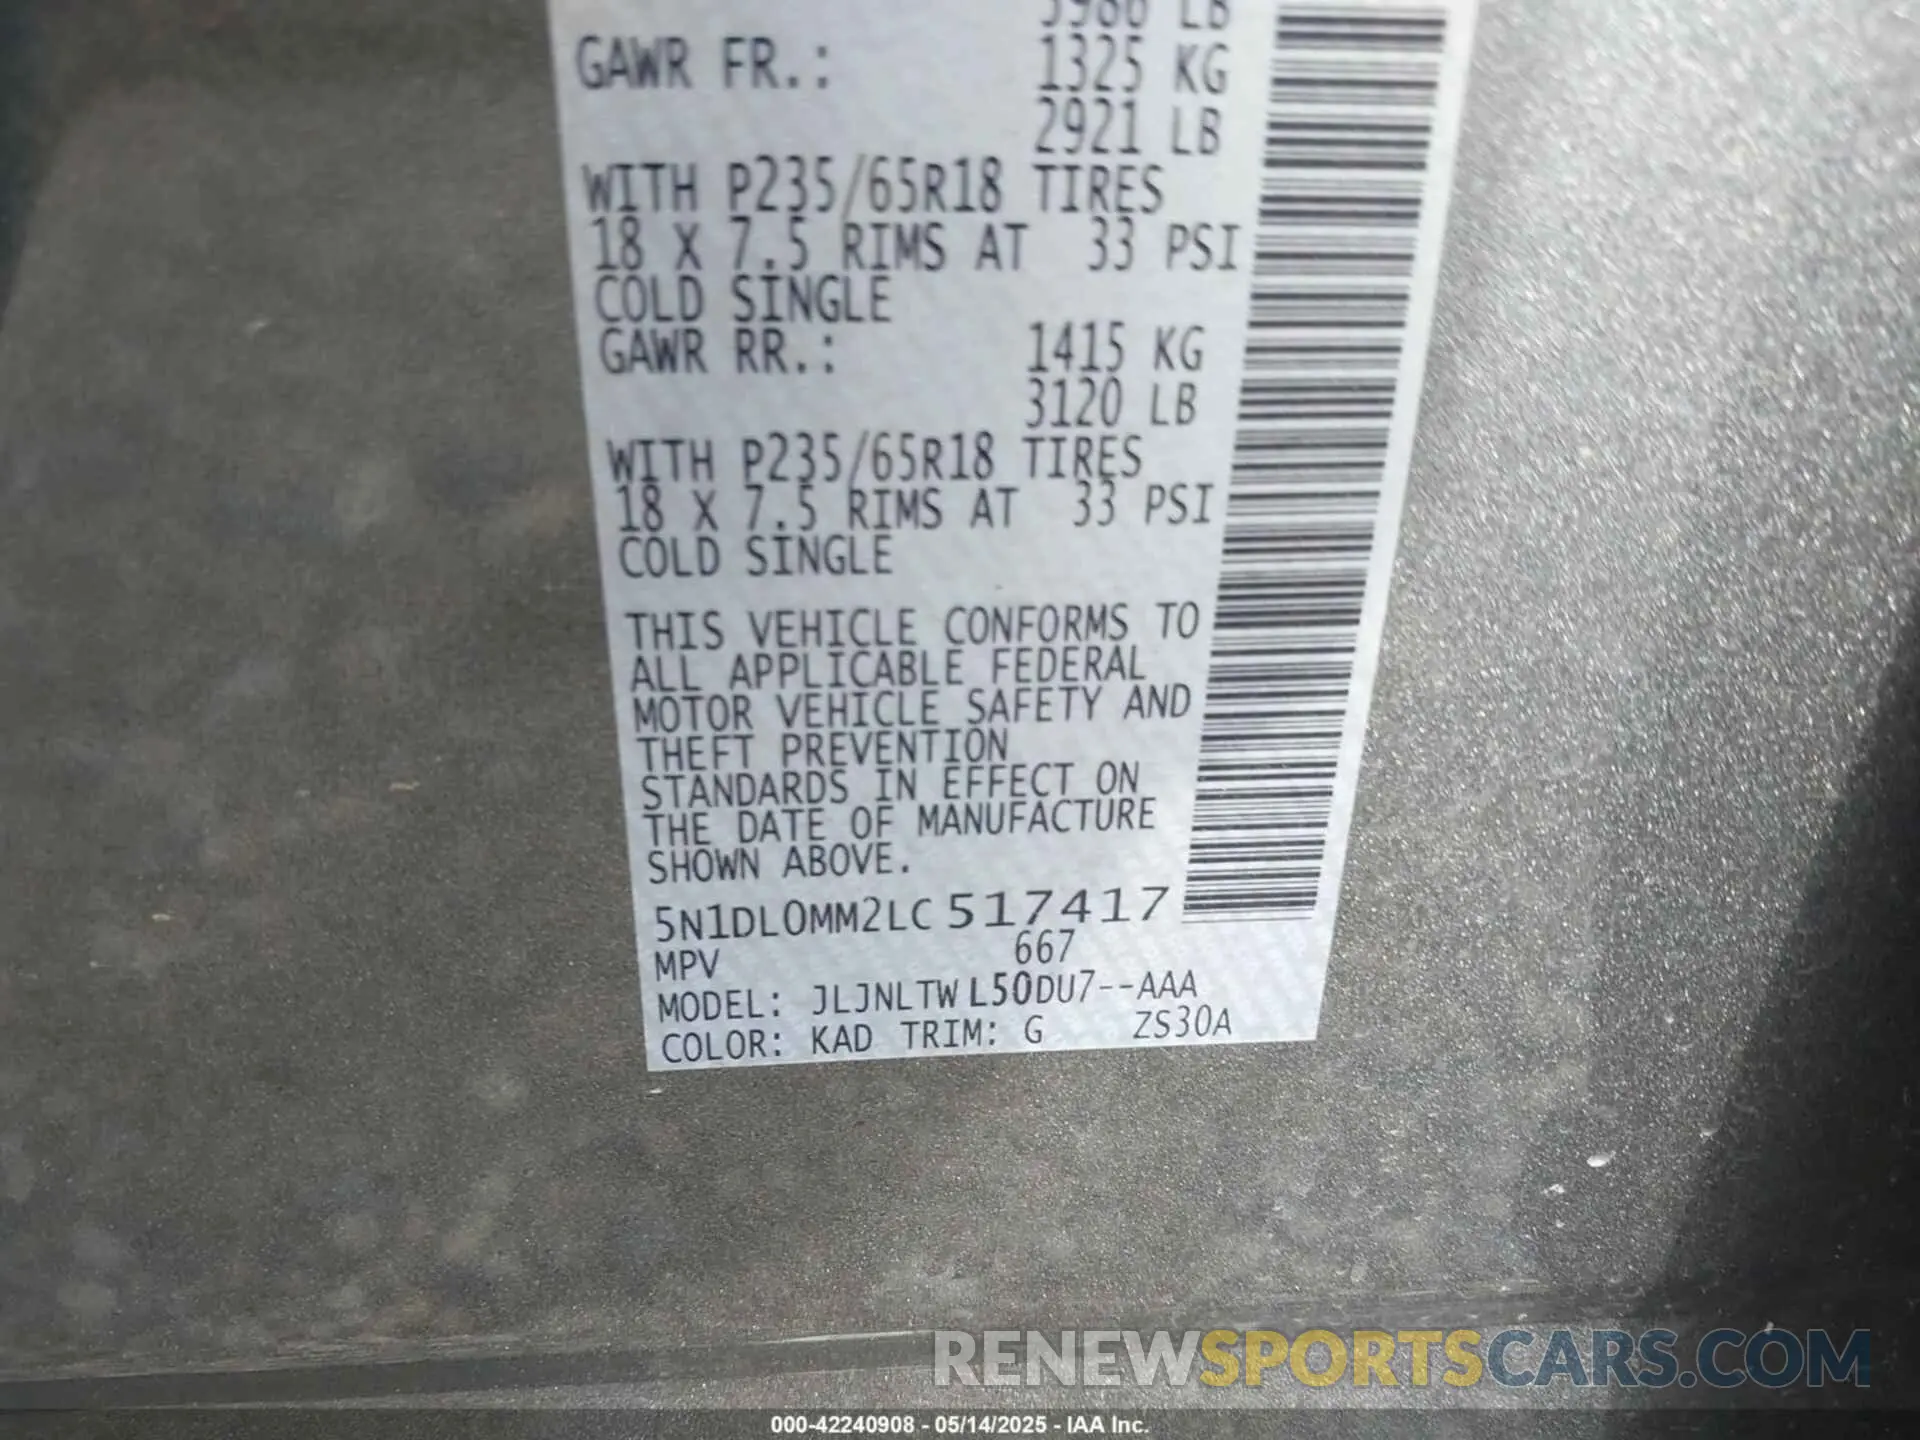 5986 LB
GAWR FR.: 1325 KG
2921 LB
WITH P235/65R18 TIRES
18 X 7.5 RIMS AT 33 PSI
COLD SINGLE
GAWR RR.: 1415 KG
3120 LB
WITH P235/65R18 TIRES
18 X 7.5 RIMS AT 33 PSI
COLD SINGLE
THIS VEHICLE CONFORMS TO
ALL APPLICABLE FEDERAL
MOTOR VEHICLE SAFETY AND
THEFT PREVENTION
STANDARDS IN EFFECT ON
THE DATE OF MANUFACTURE
SHOWN ABOVE.
5N1DL0MM2LC517417
MPV 667
MODEL: JLJNLTWL50DU7--AAA
COLOR: KAD TRIM: G ZS30A
RENEWSPORTSCARS.COM
000-42240908 - 05/14/2025 - IAA Inc.